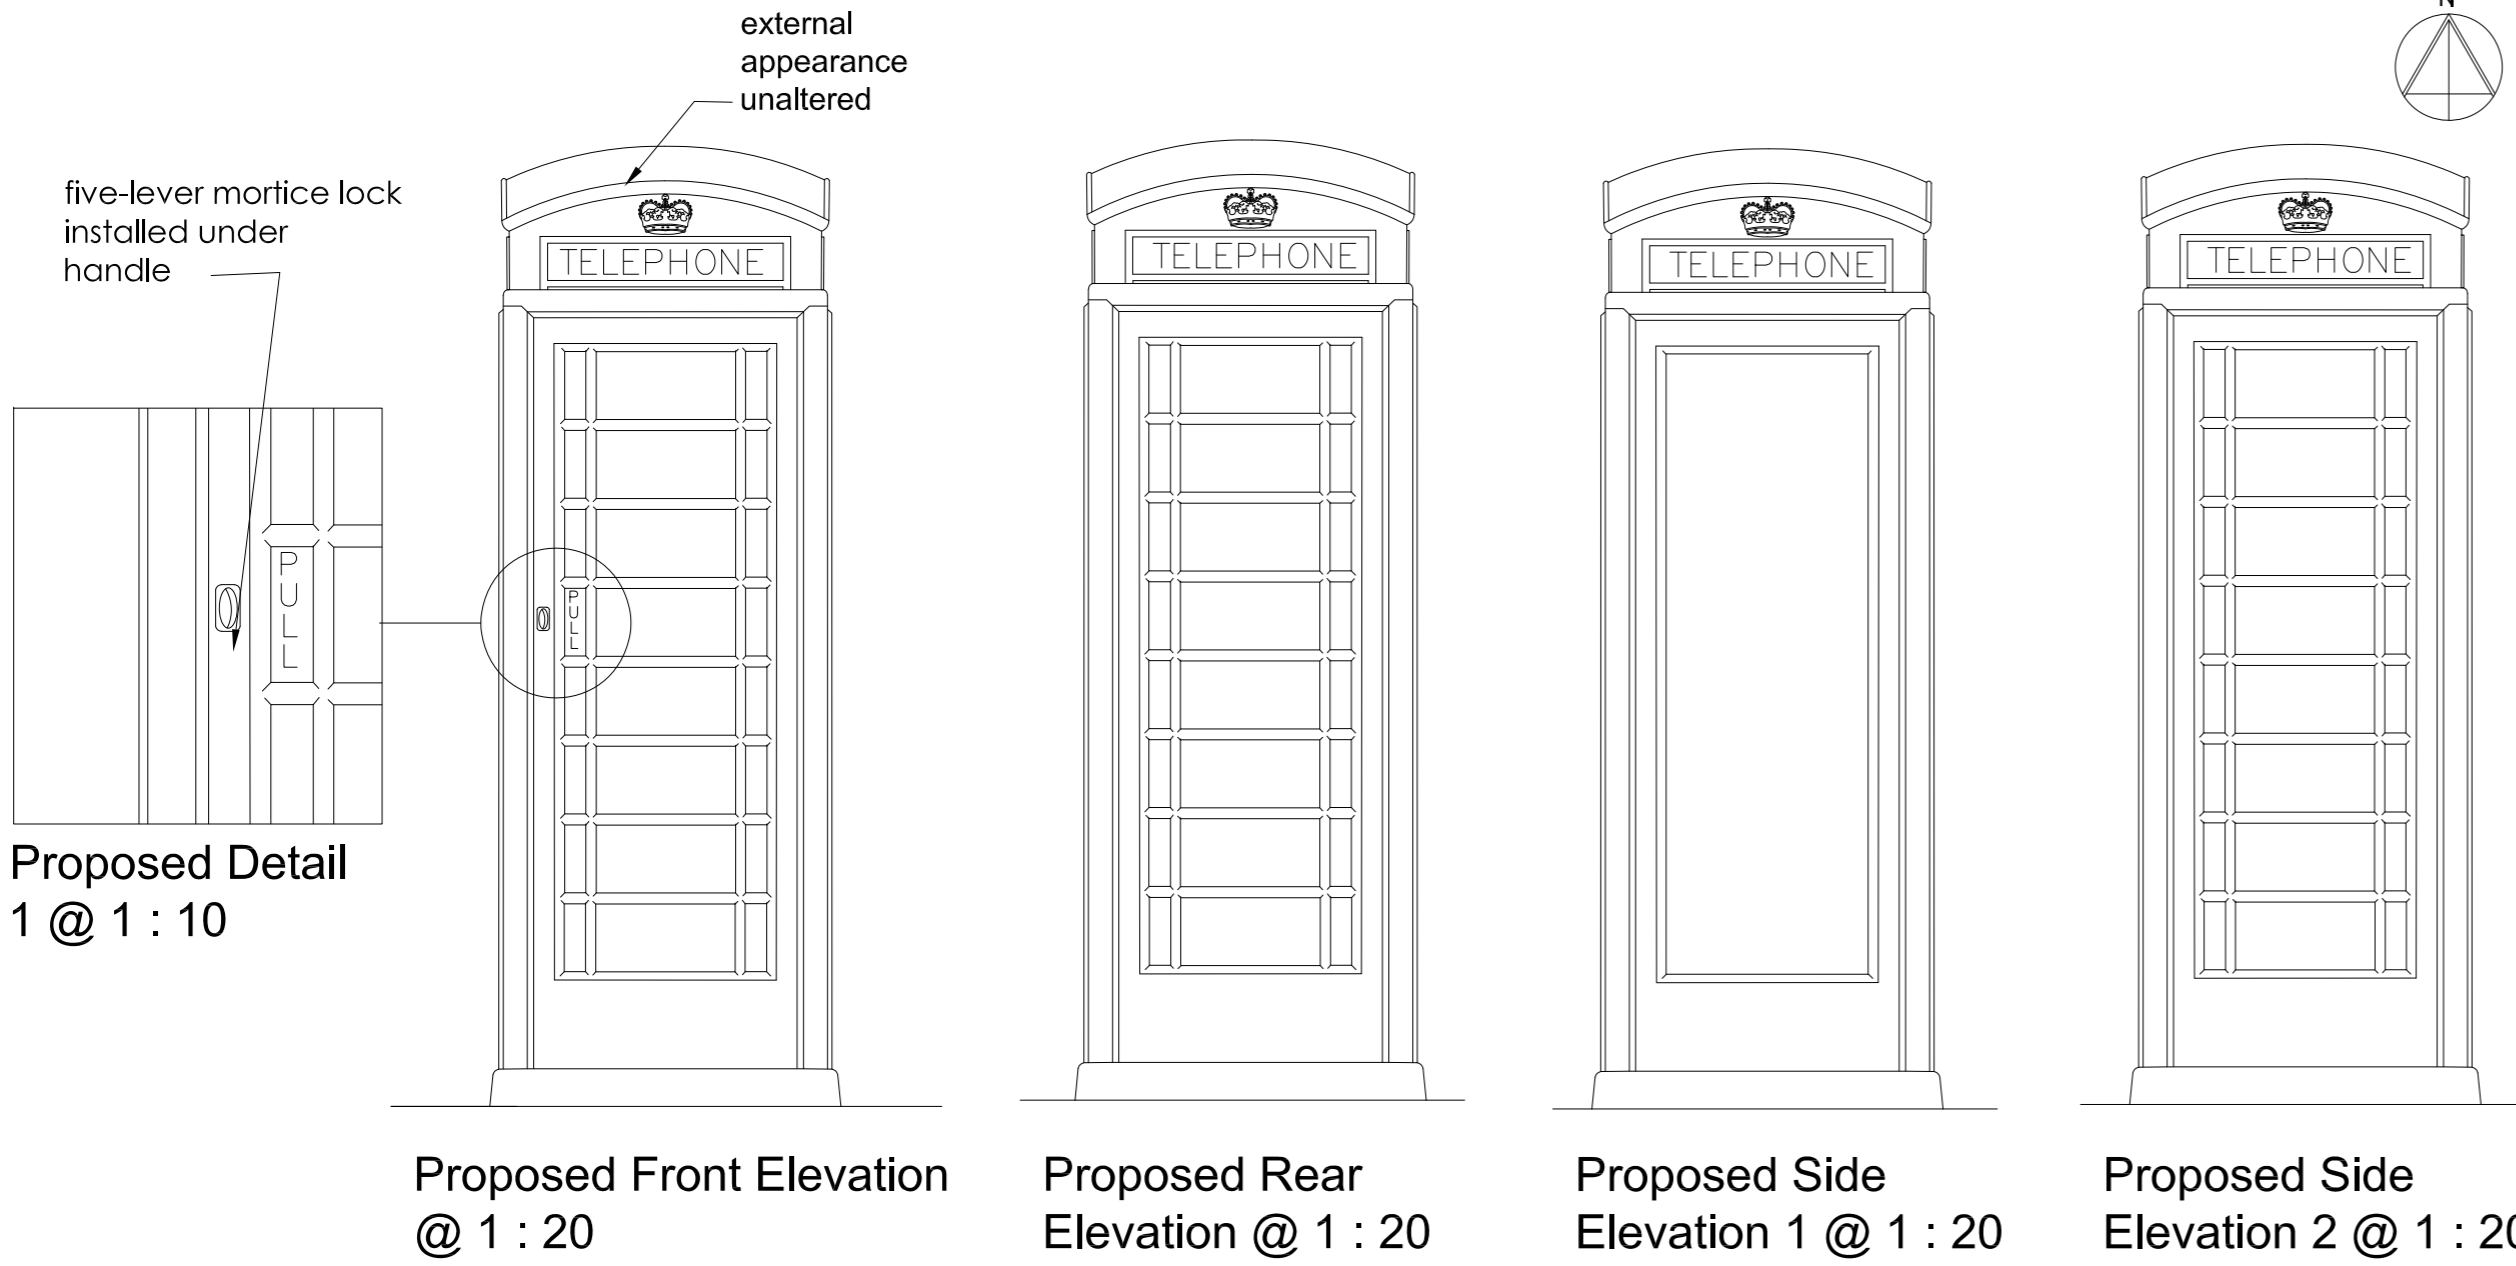 external
appearance
unaltered
N
five-lever mortice lock
installed under
handle
TELEPHONE
TELEPHONE
TELEPHONE
TELEPHONE
PULL
PULL
Proposed Detail
1 @ 1 : 10
Proposed Front Elevation
@ 1 : 20
Proposed Rear
Elevation @ 1 : 20
Proposed Side
Elevation 1 @ 1 : 20
Proposed Side
Elevation 2 @ 1 : 20